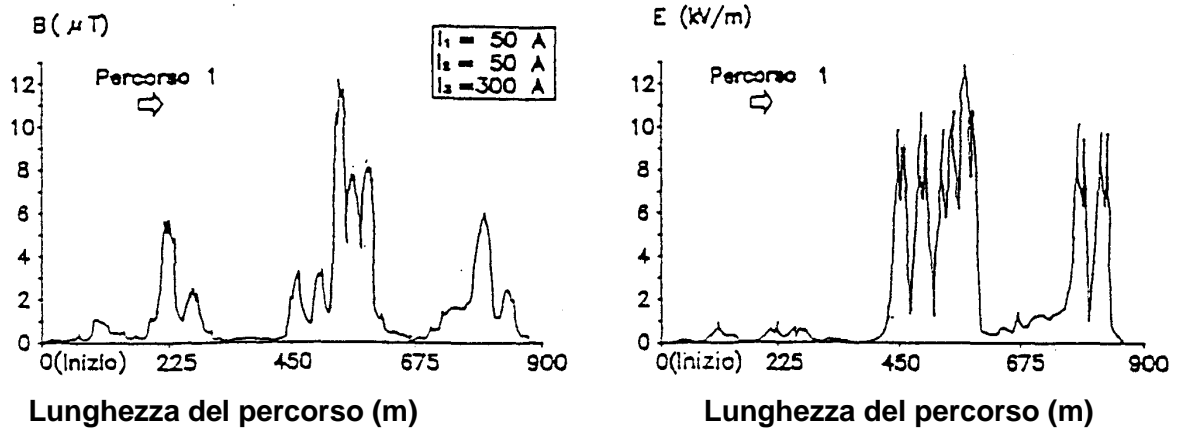 B ( μT)
I₁ = 50 A
I₂ = 50 A
I₃ = 300 A
Percorso 1
12
10
8
6
4
2
0
0(Inizio) 225 450 675 900
Lunghezza del percorso (m)
E (kV/m)
Percorso 1
12
10
8
6
4
2
0
0(Inizio) 225 450 675 900
Lunghezza del percorso (m)